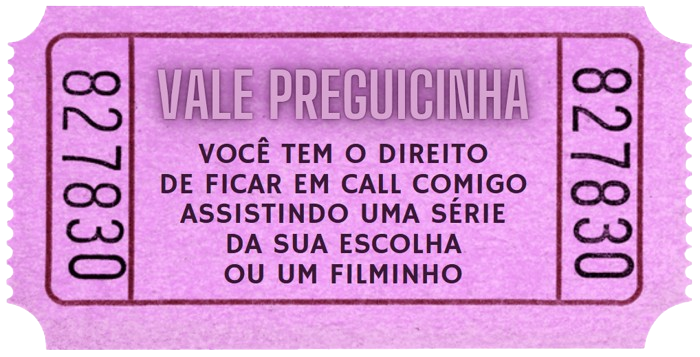 827830
VALE PREGUICINHA
VOCÊ TEM O DIREITO
DE FICAR EM CALL COMIGO
ASSISTINDO UMA SÉRIE
DA SUA ESCOLHA
OU UM FILMINHO
827830